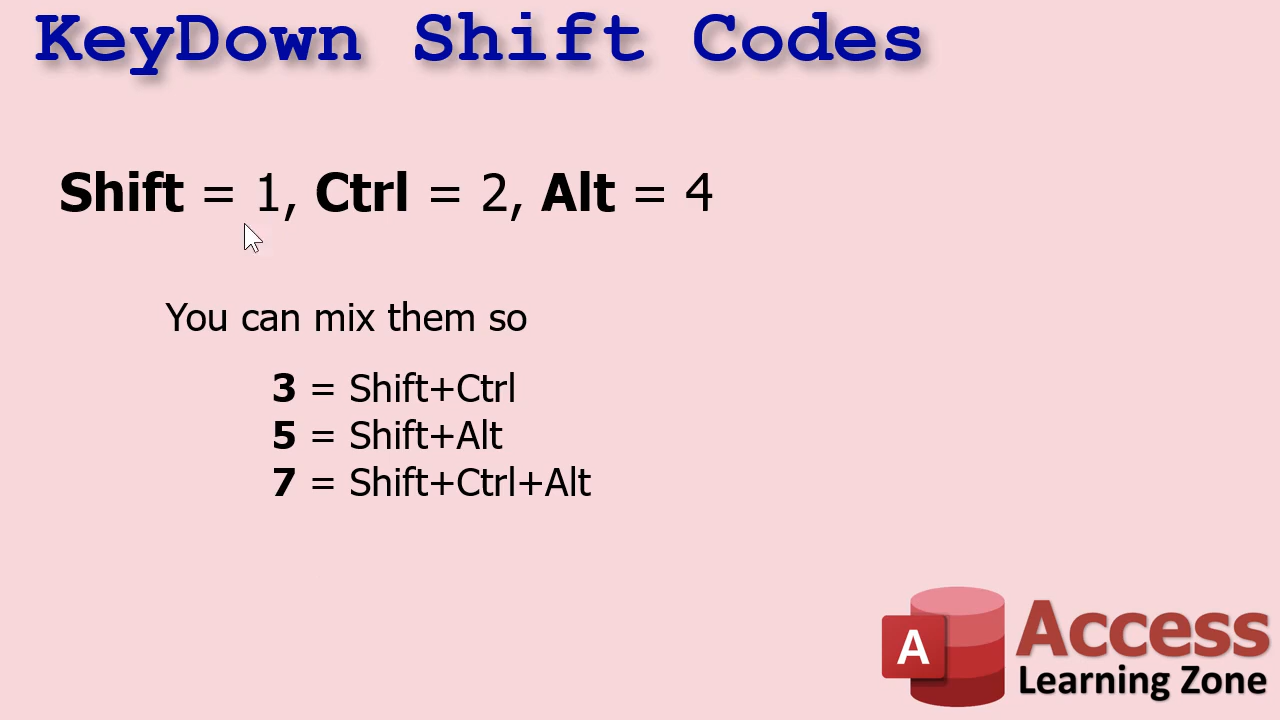 KeyDown Shift Codes
Shift = 1, Ctrl = 2, Alt = 4
You can mix them so
3 = Shift+Ctrl
5 = Shift+Alt
7 = Shift+Ctrl+Alt
A
Access
Learning Zone